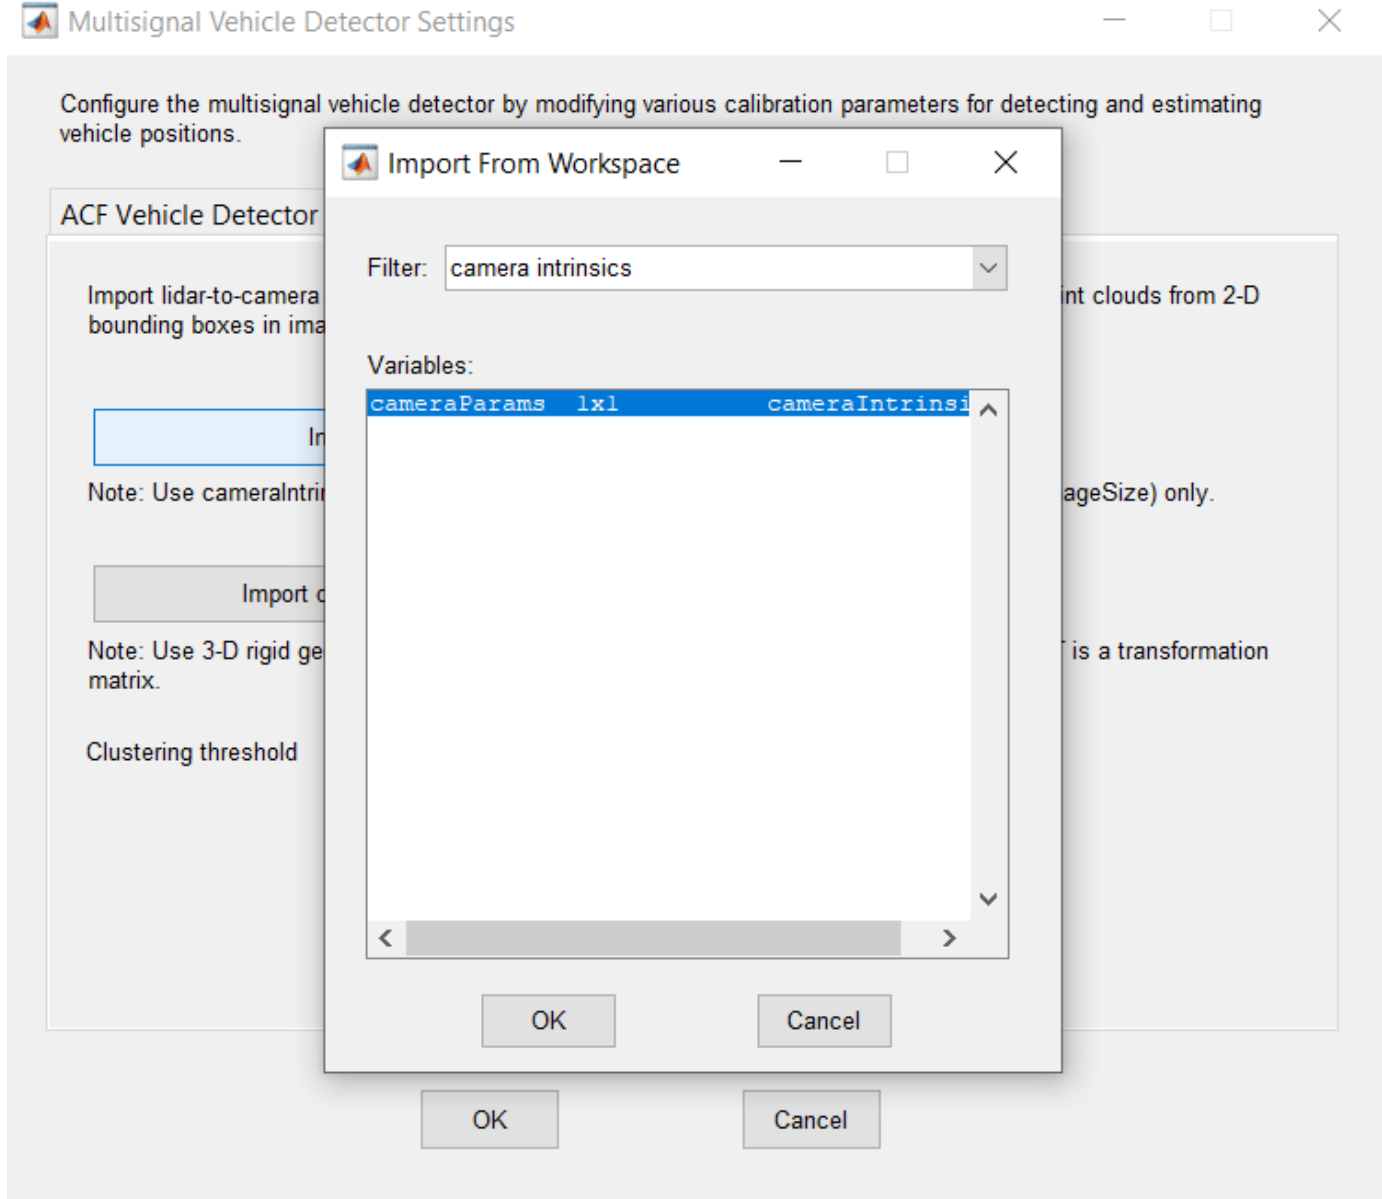 Multisignal Vehicle Detector Settings
Configure the multisignal vehicle detector by modifying various calibration parameters for detecting and estimating
vehicle positions.
Import From Workspace
ACF Vehicle Detector
Filter: camera intrinsics
Import lidar-to-camera
int clouds from 2-D
bounding boxes in ima
Variables:
cameraParams 1x1 cameraIntrinsi
In
Note: Use cameraIntrin
ageSize) only.
Import c
Note: Use 3-D rigid ge
is a transformation
matrix.
Clustering threshold
OK Cancel
OK Cancel